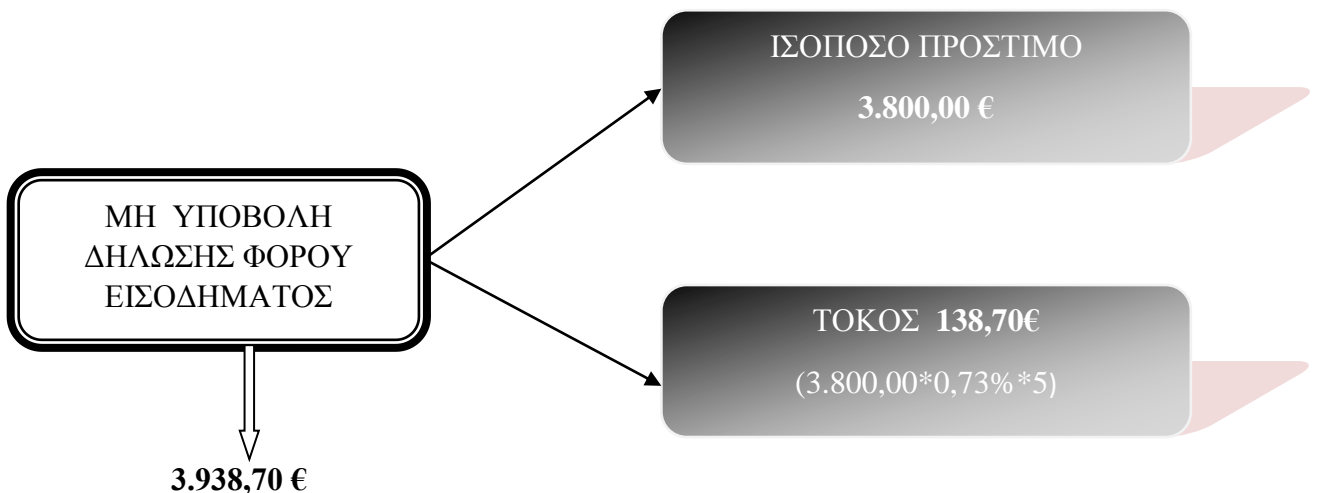 ΙΣΟΠΟΣΟ ΠΡΟΣΤΙΜΟ
3.800,00 €
ΜΗ ΥΠΟΒΟΛΗ
ΔΗΛΩΣΗΣ ΦΟΡΟΥ
ΕΙΣΟΔΗΜΑΤΟΣ
ΤΟΚΟΣ 138,70€
(3.800,00*0,73%*5)
3.938,70 €